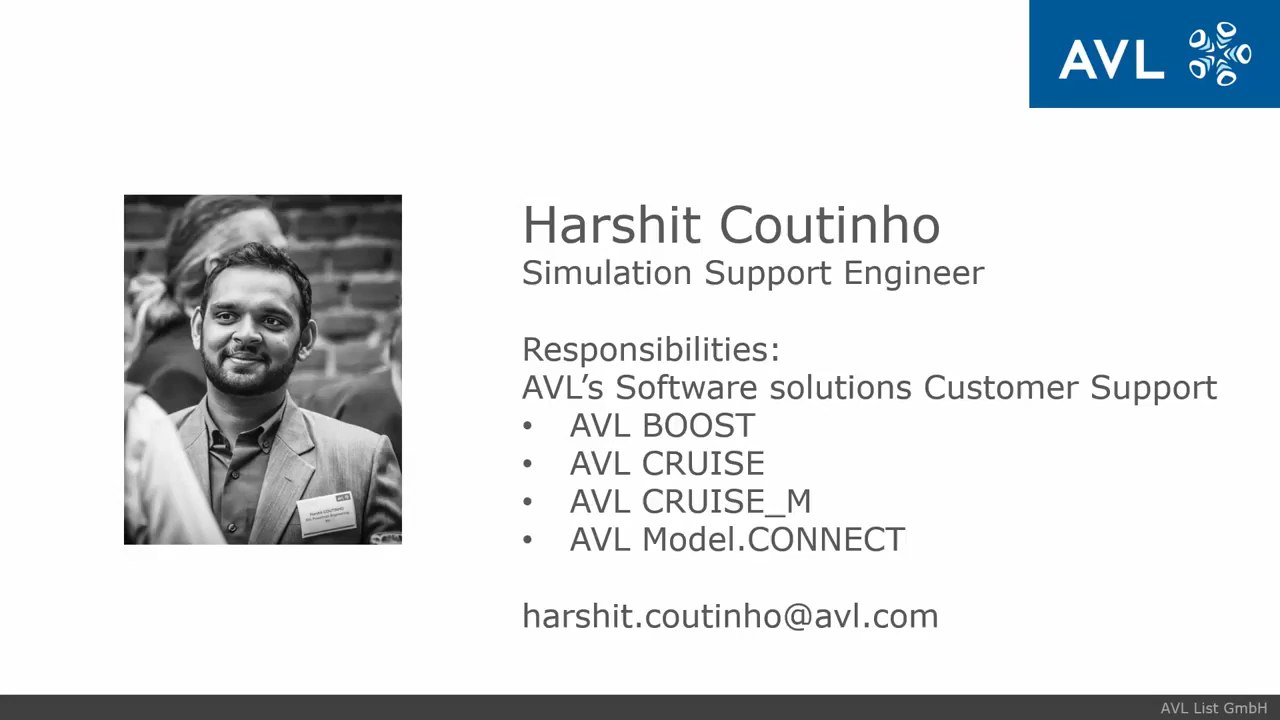 AVL
Harshit Coutinho
Simulation Support Engineer
Responsibilities:
AVL’s Software solutions Customer Support
• AVL BOOST
• AVL CRUISE
• AVL CRUISE_M
• AVL Model.CONNECT
harshit.coutinho@avl.com
AVL List GmbH